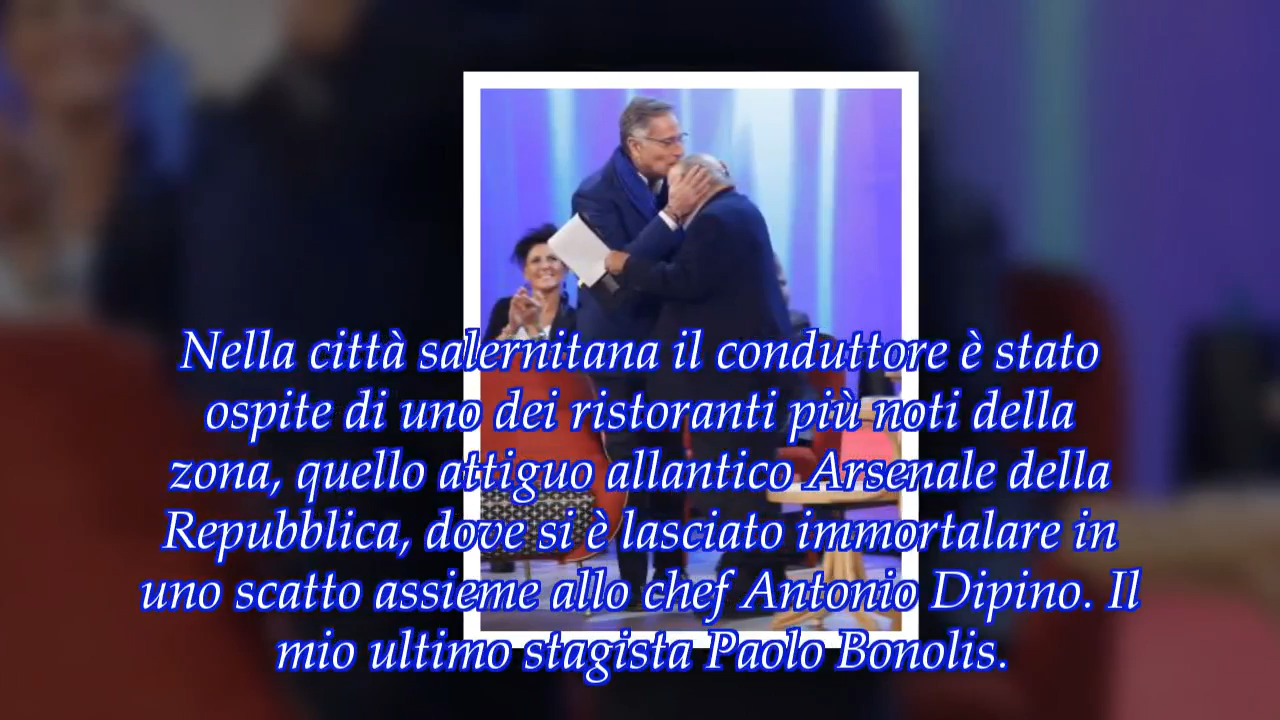 Nella città salernitana il conduttore è stato
ospite di uno dei ristoranti più noti della
zona, quello attiguo allantico Arsenale della
Repubblica, dove si è lasciato immortalare in
uno scatto assieme allo chef Antonio Dipino. Il
mio ultimo stagista Paolo Bonolis.